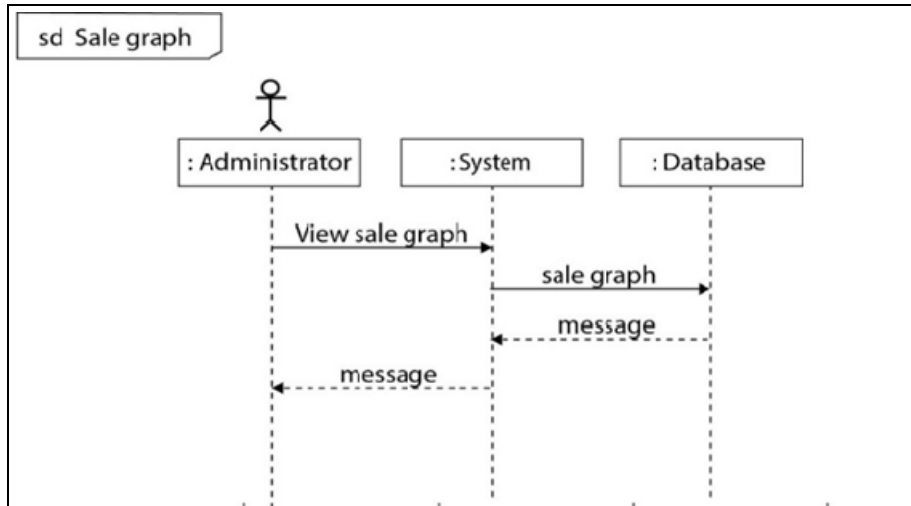 sd Sale graph
: Administrator
:System
: Database
View sale graph
sale graph
message
message